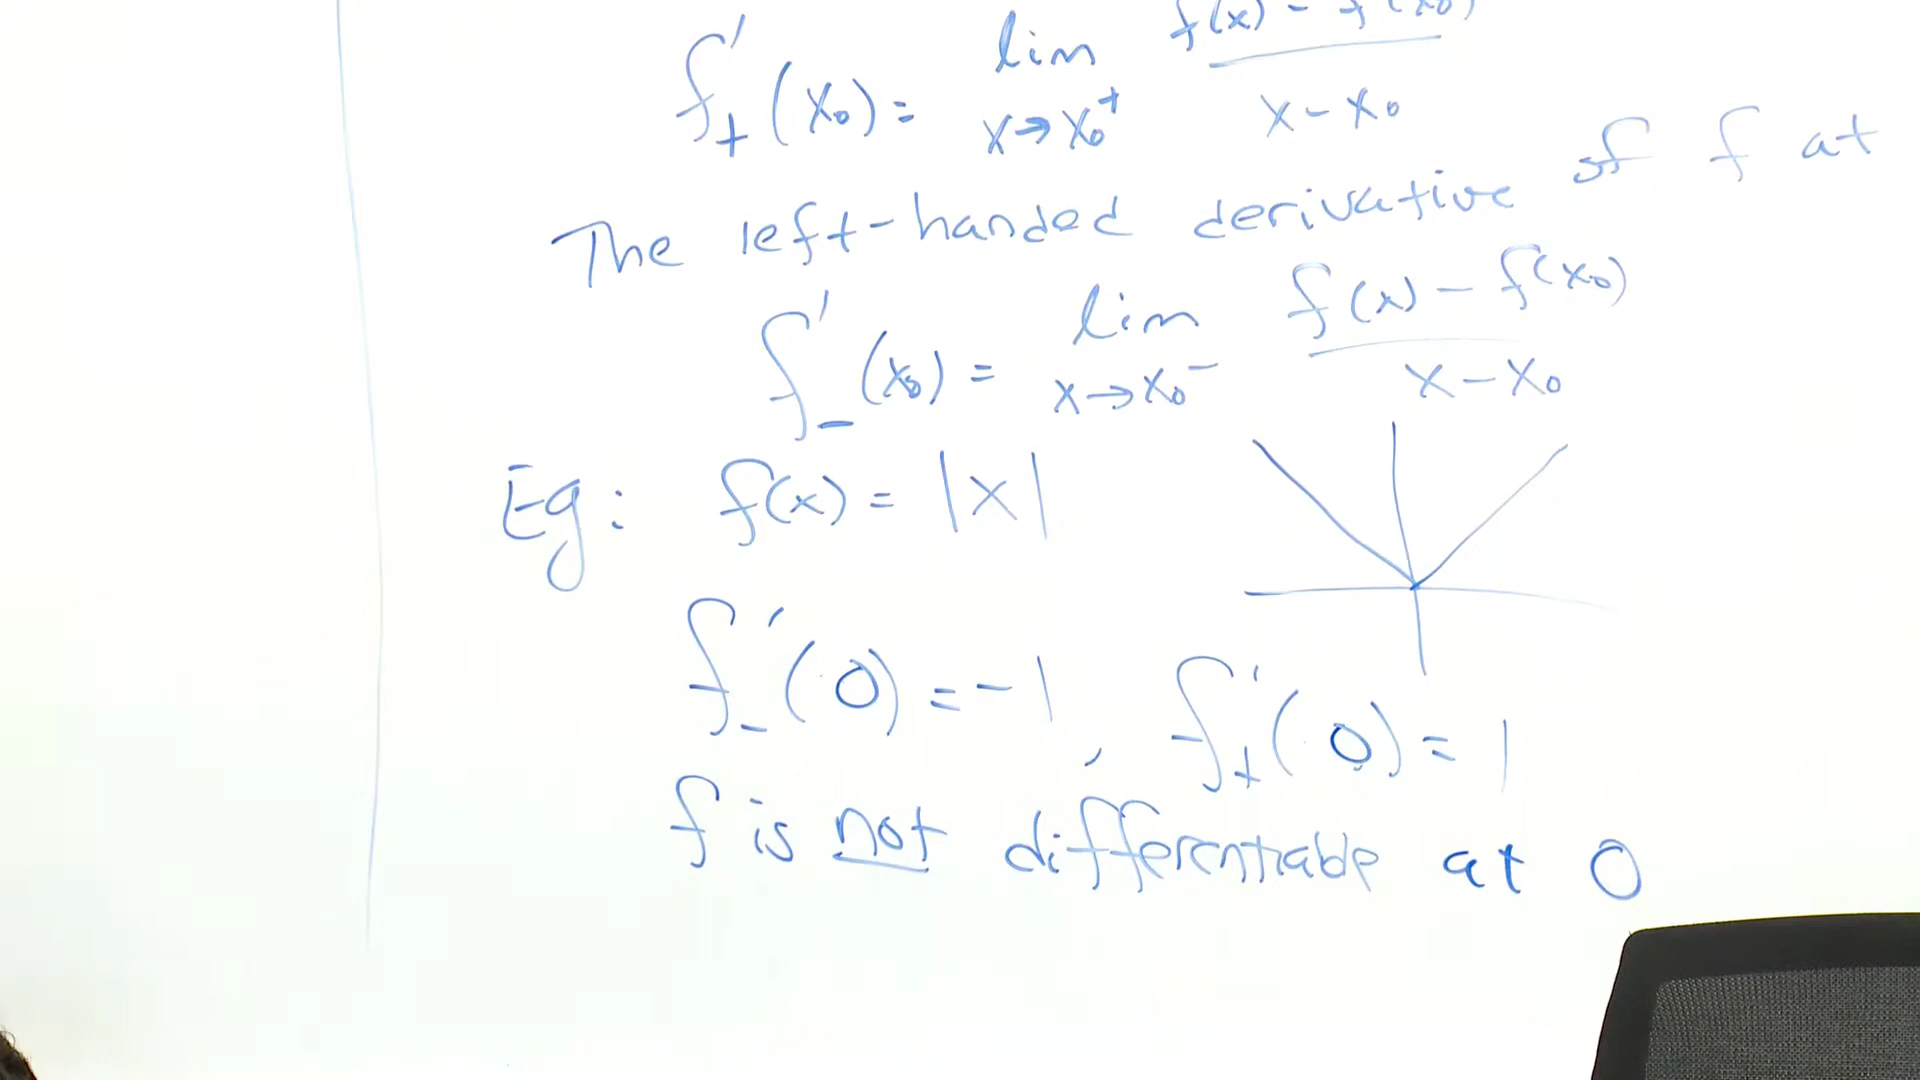 f'₊(x₀) = lim x→x₀⁺ f(x) - f(x₀) / x - x₀
The left-handed derivative of f at
f'₋(x₀) = lim x→x₀⁻ f(x) - f(x₀) / x - x₀
Eg: f(x) = |x|
f'₋(0) = -1, f'₊(0) = 1
f is not differentiable at 0